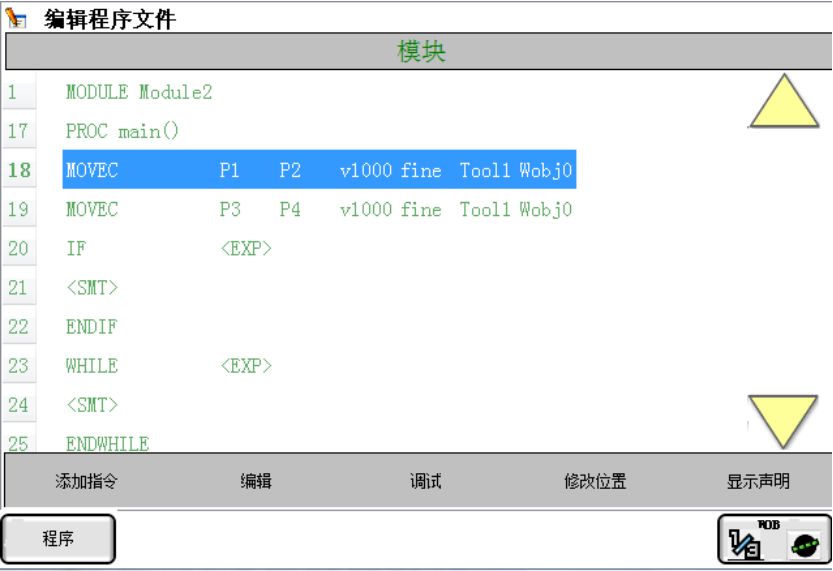 编辑程序文件
模块
1 MODULE Module2
17 PROC main()
18 MOVEC P1 P2 v1000 fine Tool1 Wobj0
19 MOVEC P3 P4 v1000 fine Tool1 Wobj0
20 IF <EXP>
21 <SMT>
22 ENDIF
23 WHILE <EXP>
24 <SMT>
25 ENDWHILE
添加指令 编辑 调试 修改位置 显示声明
程序
ROB
1/3